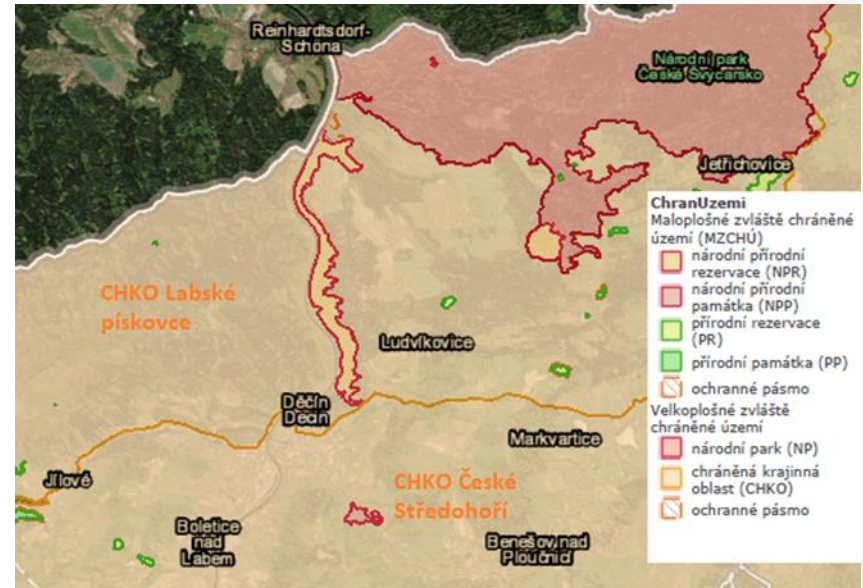 Reinhardtsdorf-
Schöna
Národní park
České Švýcarsko
Jetřichovice
CHKO Labské
pískovce
Ludvíkovice
Děčín
Děčín
Markvartice
Jílové
CHKO České
Středohoří
Boletice
nad
Labem
Benešov nad
Ploučnicí
ChranUzemi
Maloplošné zvláště chráněné
území (MZCHÚ)
národní přírodní
rezervace (NPR)
národní přírodní
památka (NPP)
přírodní rezervace
(PR)
přírodní památka (PP)
ochranné pásmo
Velkoplošné zvláště
chráněné území
národní park (NP)
chráněná krajinná
oblast (CHKO)
ochranné pásmo